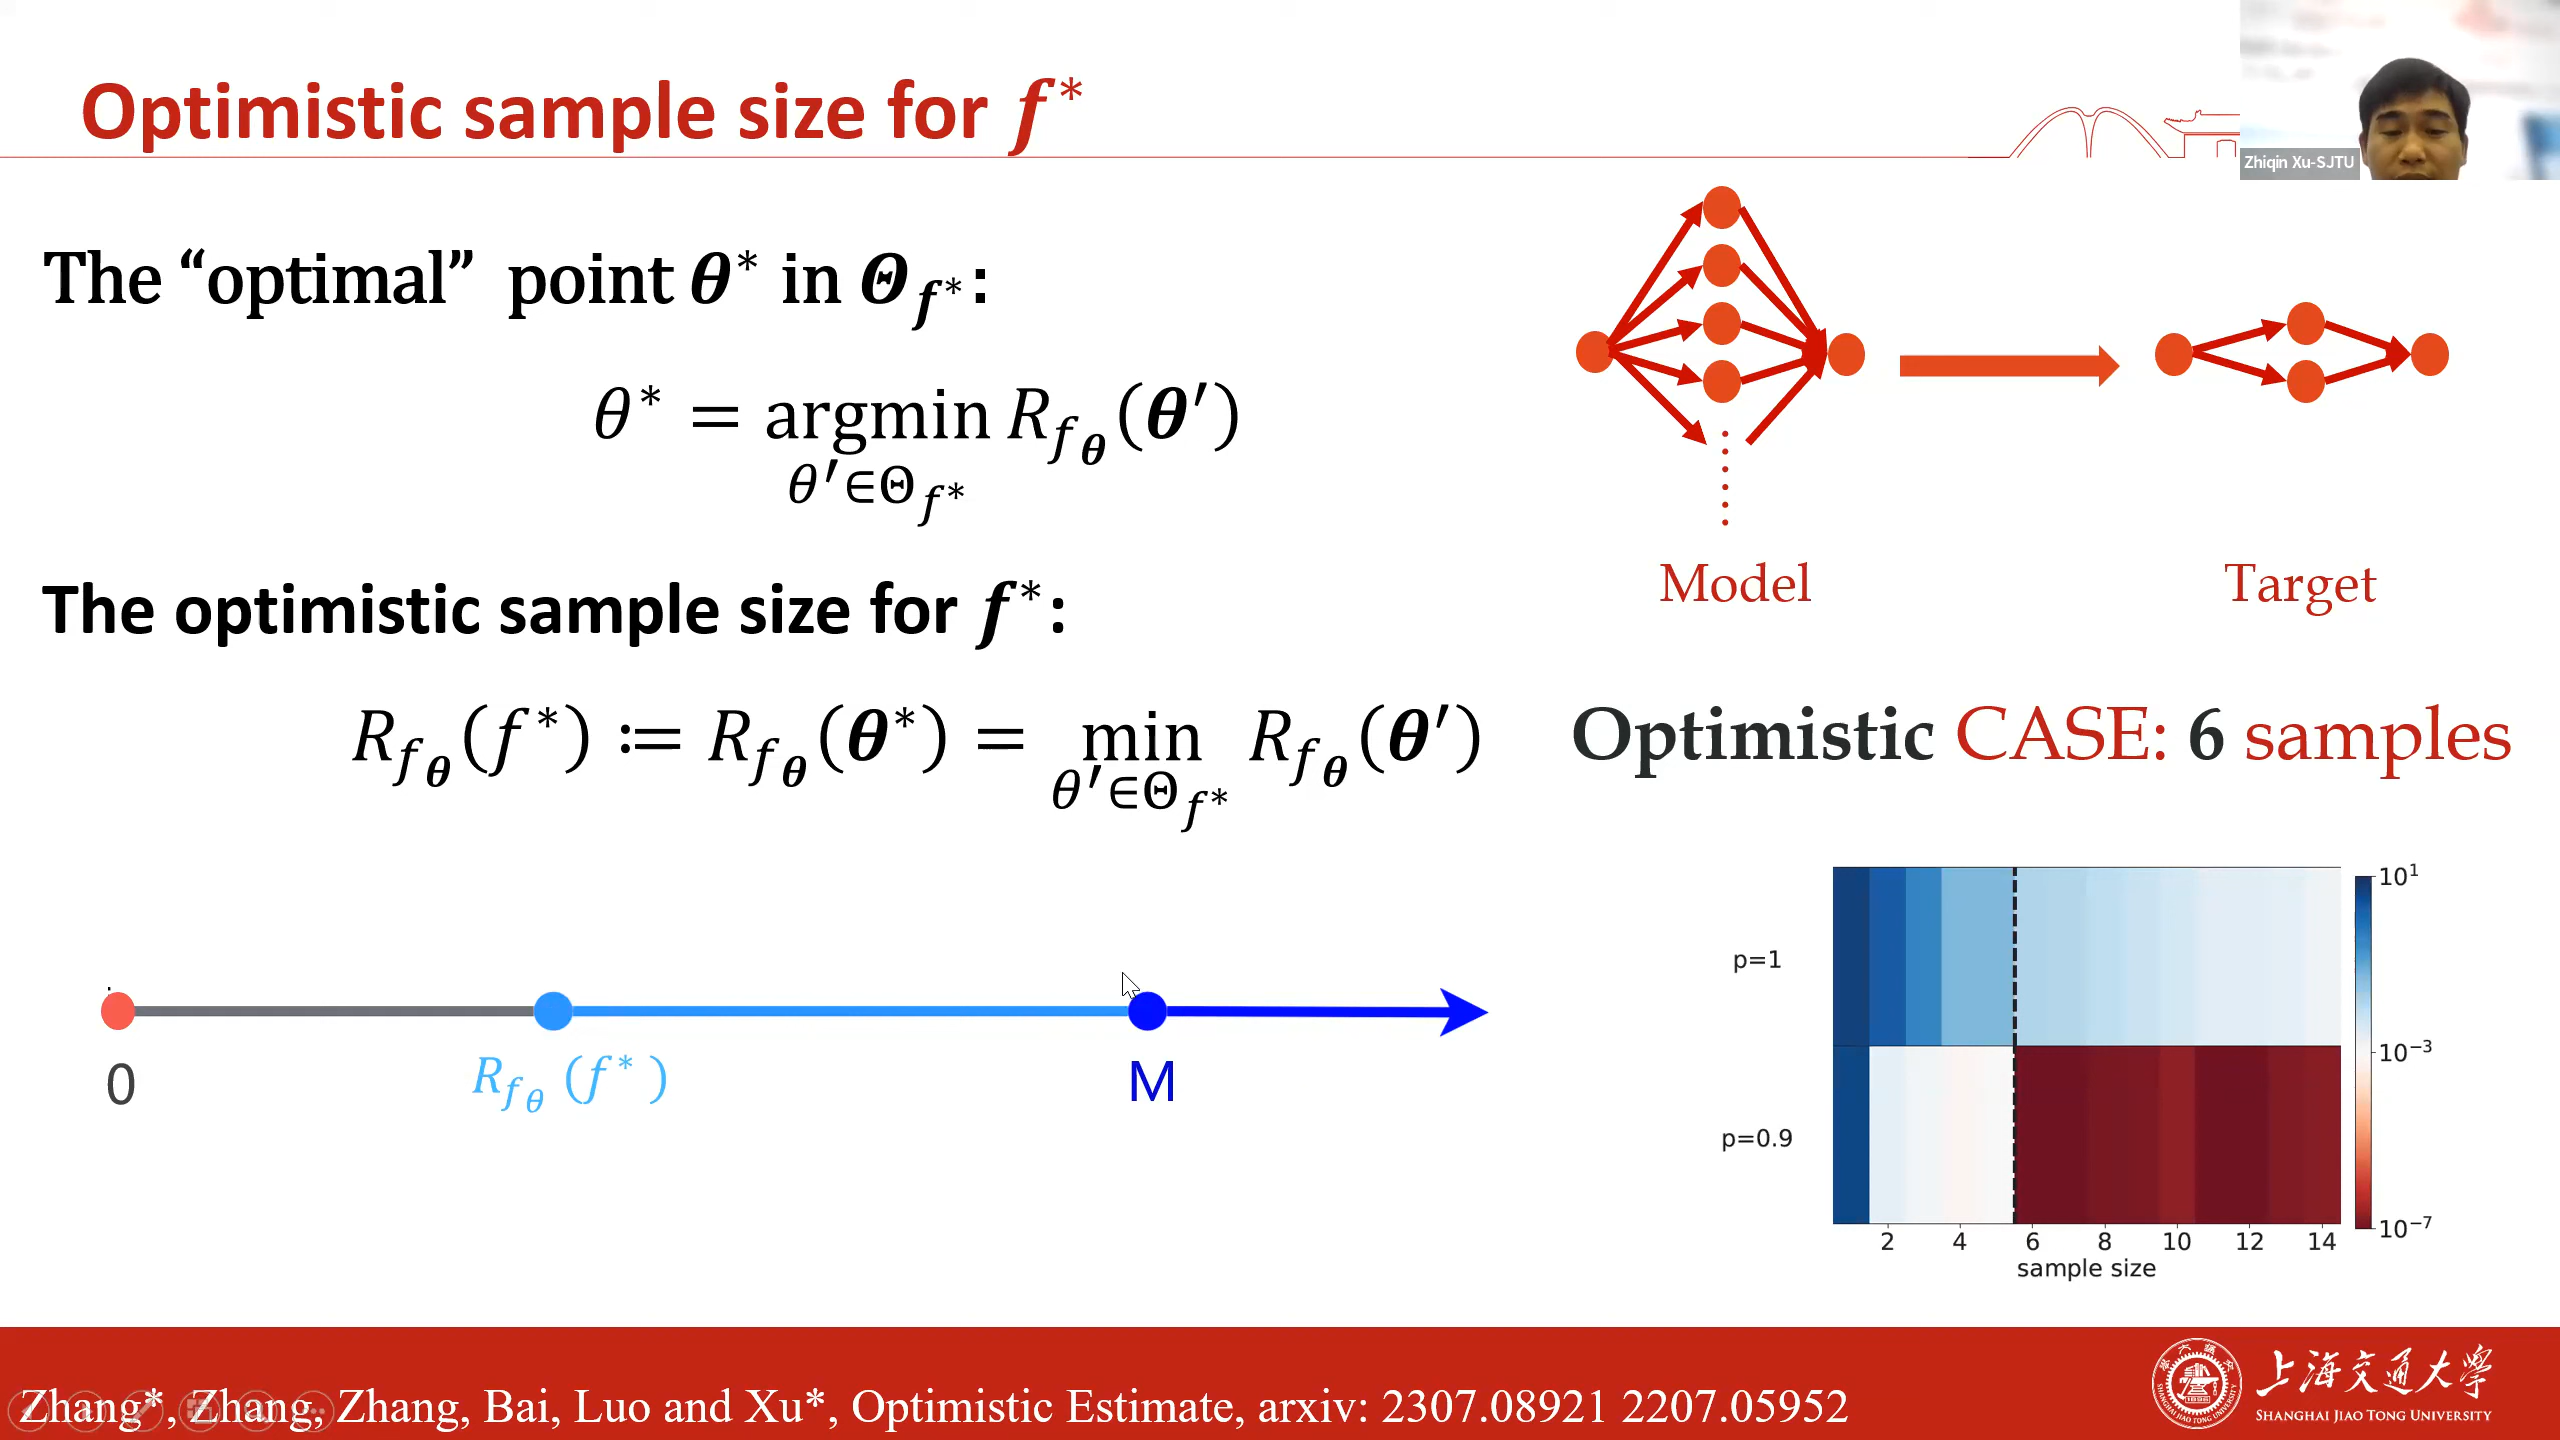 Optimistic sample size for f*
Zhiqin Xu-SJTU
The “optimal” point θ* in Θ_{f*}:
θ* = argmin_{θ′∈Θ_{f*}} R_{f_θ}(θ′)
The optimistic sample size for f*:
R_{f_θ}(f*) ≔ R_{f_θ}(θ*) = min_{θ′∈Θ_{f*}} R_{f_θ}(θ′)
0
R_{f_θ}(f*)
M
Model
Target
Optimistic CASE: 6 samples
p=1
p=0.9
10^1
10^{-3}
10^{-7}
2 4 6 8 10 12 14
sample size
Zhang*, Zhang, Zhang, Bai, Luo and Xu*, Optimistic Estimate, arxiv: 2307.08921 2207.05952
上海交通大學
SHANGHAI JIAO TONG UNIVERSITY